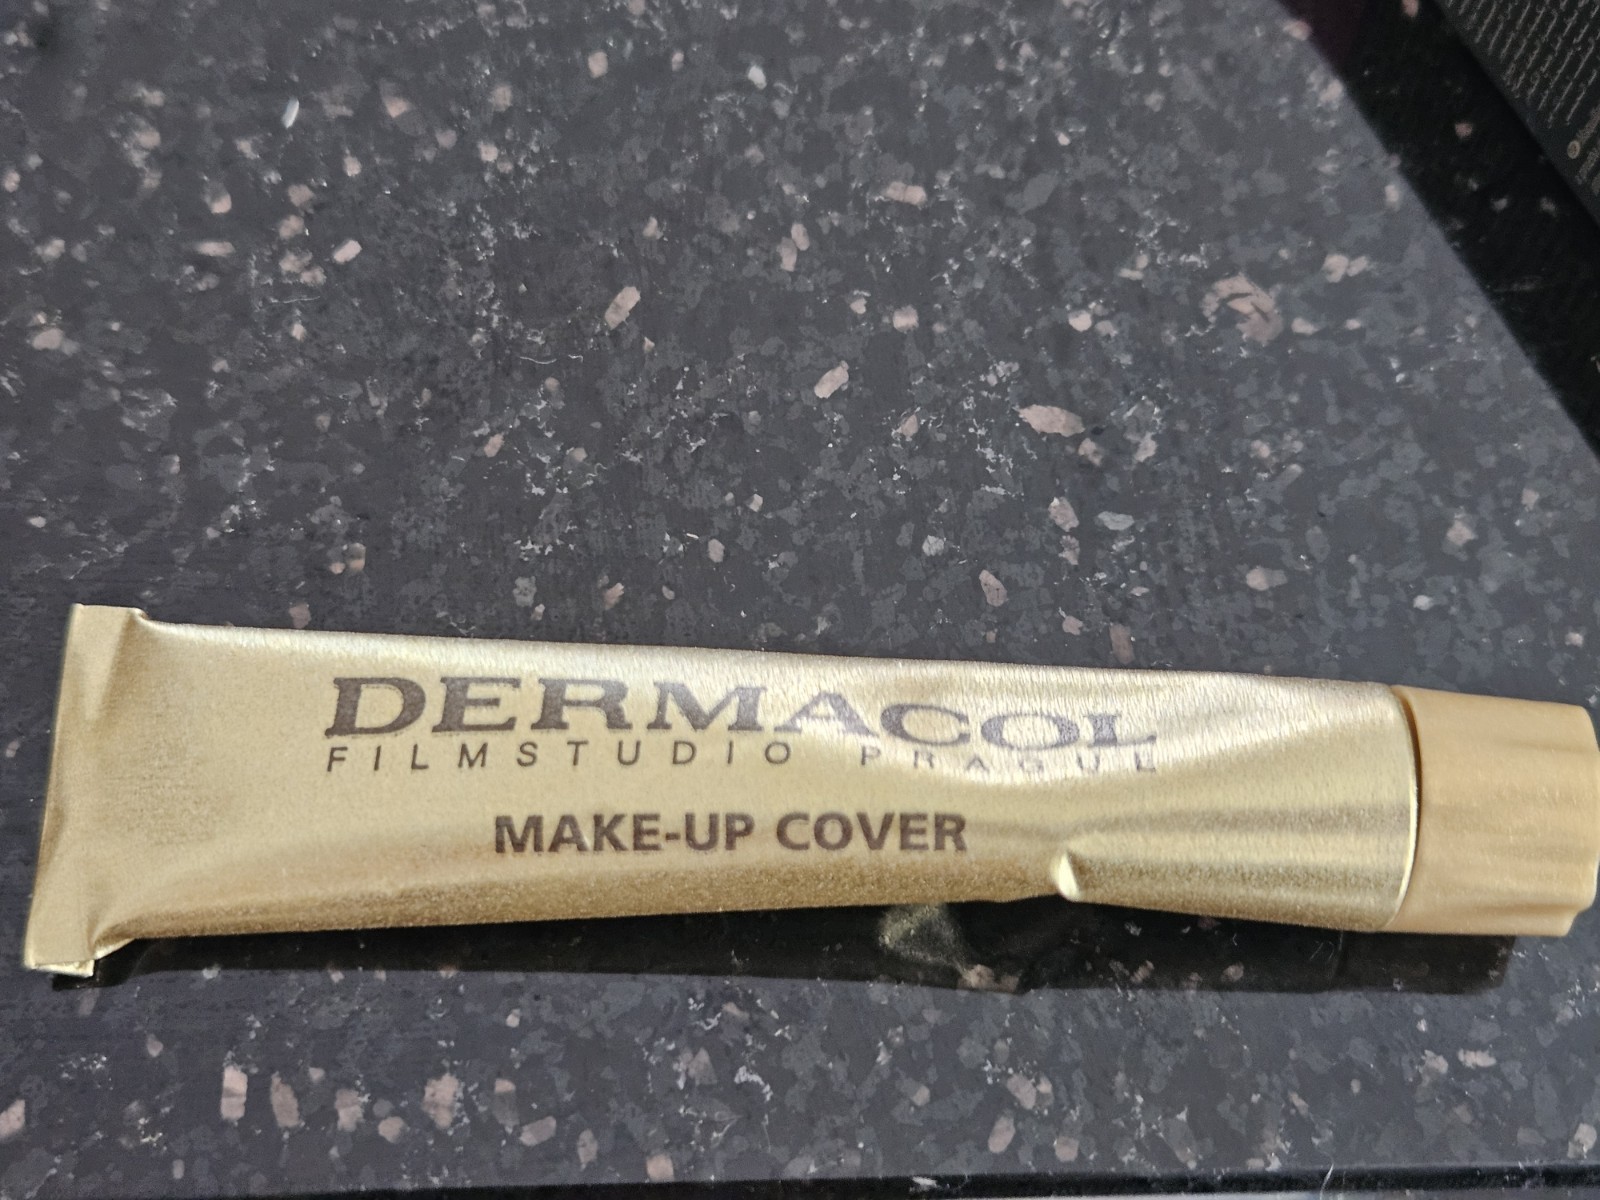 DERMACOL
FILMSTUDIO PRAGUE
MAKE-UP COVER